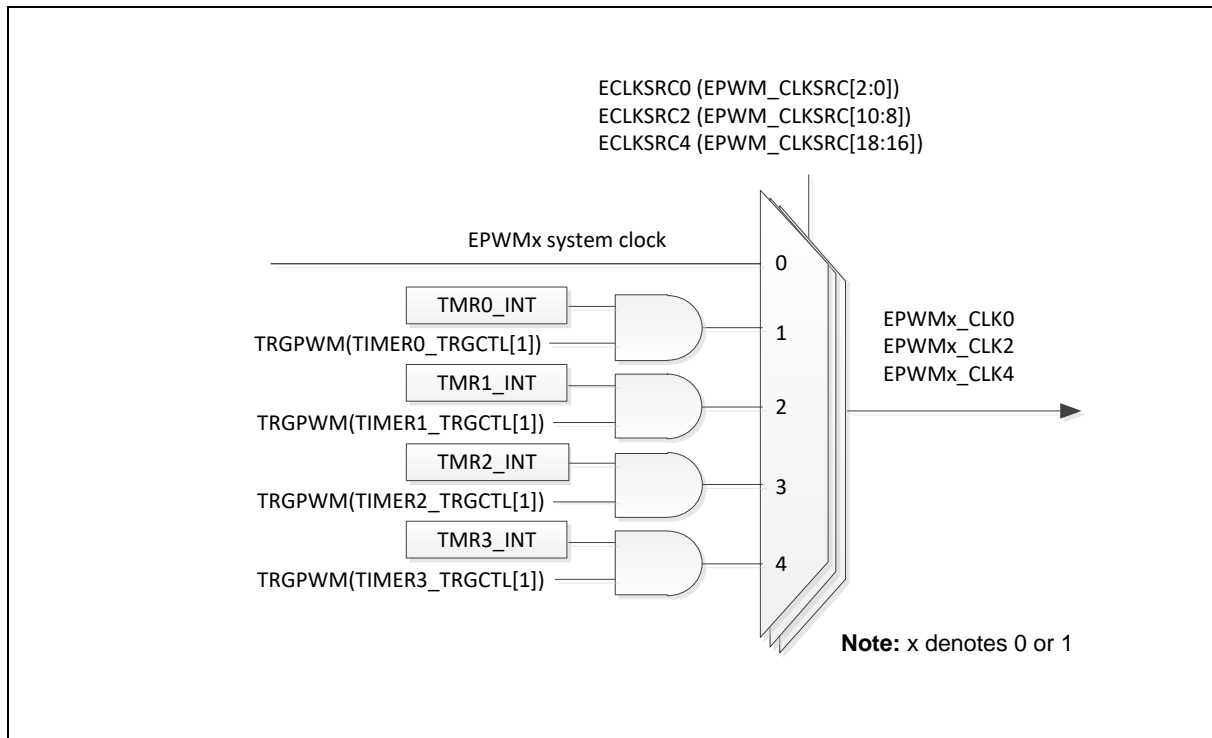 ECLKSRC0 (EPWM_CLKSRC[2:0])
ECLKSRC2 (EPWM_CLKSRC[10:8])
ECLKSRC4 (EPWM_CLKSRC[18:16])
EPWMx system clock
0
TMR0_INT
TRGPWM(TIMER0_TRGCTL[1])
1
TMR1_INT
TRGPWM(TIMER1_TRGCTL[1])
2
TMR2_INT
TRGPWM(TIMER2_TRGCTL[1])
3
TMR3_INT
TRGPWM(TIMER3_TRGCTL[1])
4
EPWMx_CLK0
EPWMx_CLK2
EPWMx_CLK4
Note: x denotes 0 or 1